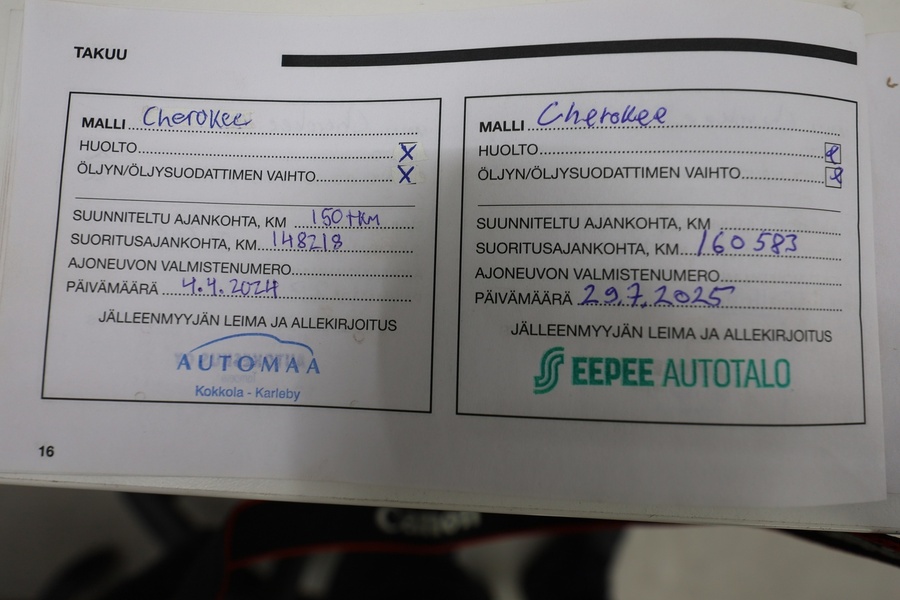 TAKUU
MALLI Cherokee
HUOLTO X
ÖLJYN/ÖLJYSUODATTIMEN VAIHTO X
SUUNNITELTU AJANKOHTA, KM 150 tkm
SUORITUSAJANKOHTA, KM 148218
AJONEUVON VALMISTENUMERO
PÄIVÄMÄÄRÄ 4.4.2024
JÄLLEENMYYJÄN LEIMA JA ALLEKIRJOITUS
AUTOMAA
Kokkola - Karleby
MALLI Cherokee
HUOLTO
ÖLJYN/ÖLJYSUODATTIMEN VAIHTO
SUUNNITELTU AJANKOHTA, KM
SUORITUSAJANKOHTA, KM 160 583
AJONEUVON VALMISTENUMERO
PÄIVÄMÄÄRÄ 29.7.2025
JÄLLEENMYYJÄN LEIMA JA ALLEKIRJOITUS
EEPEE AUTOTALO
16
Canon